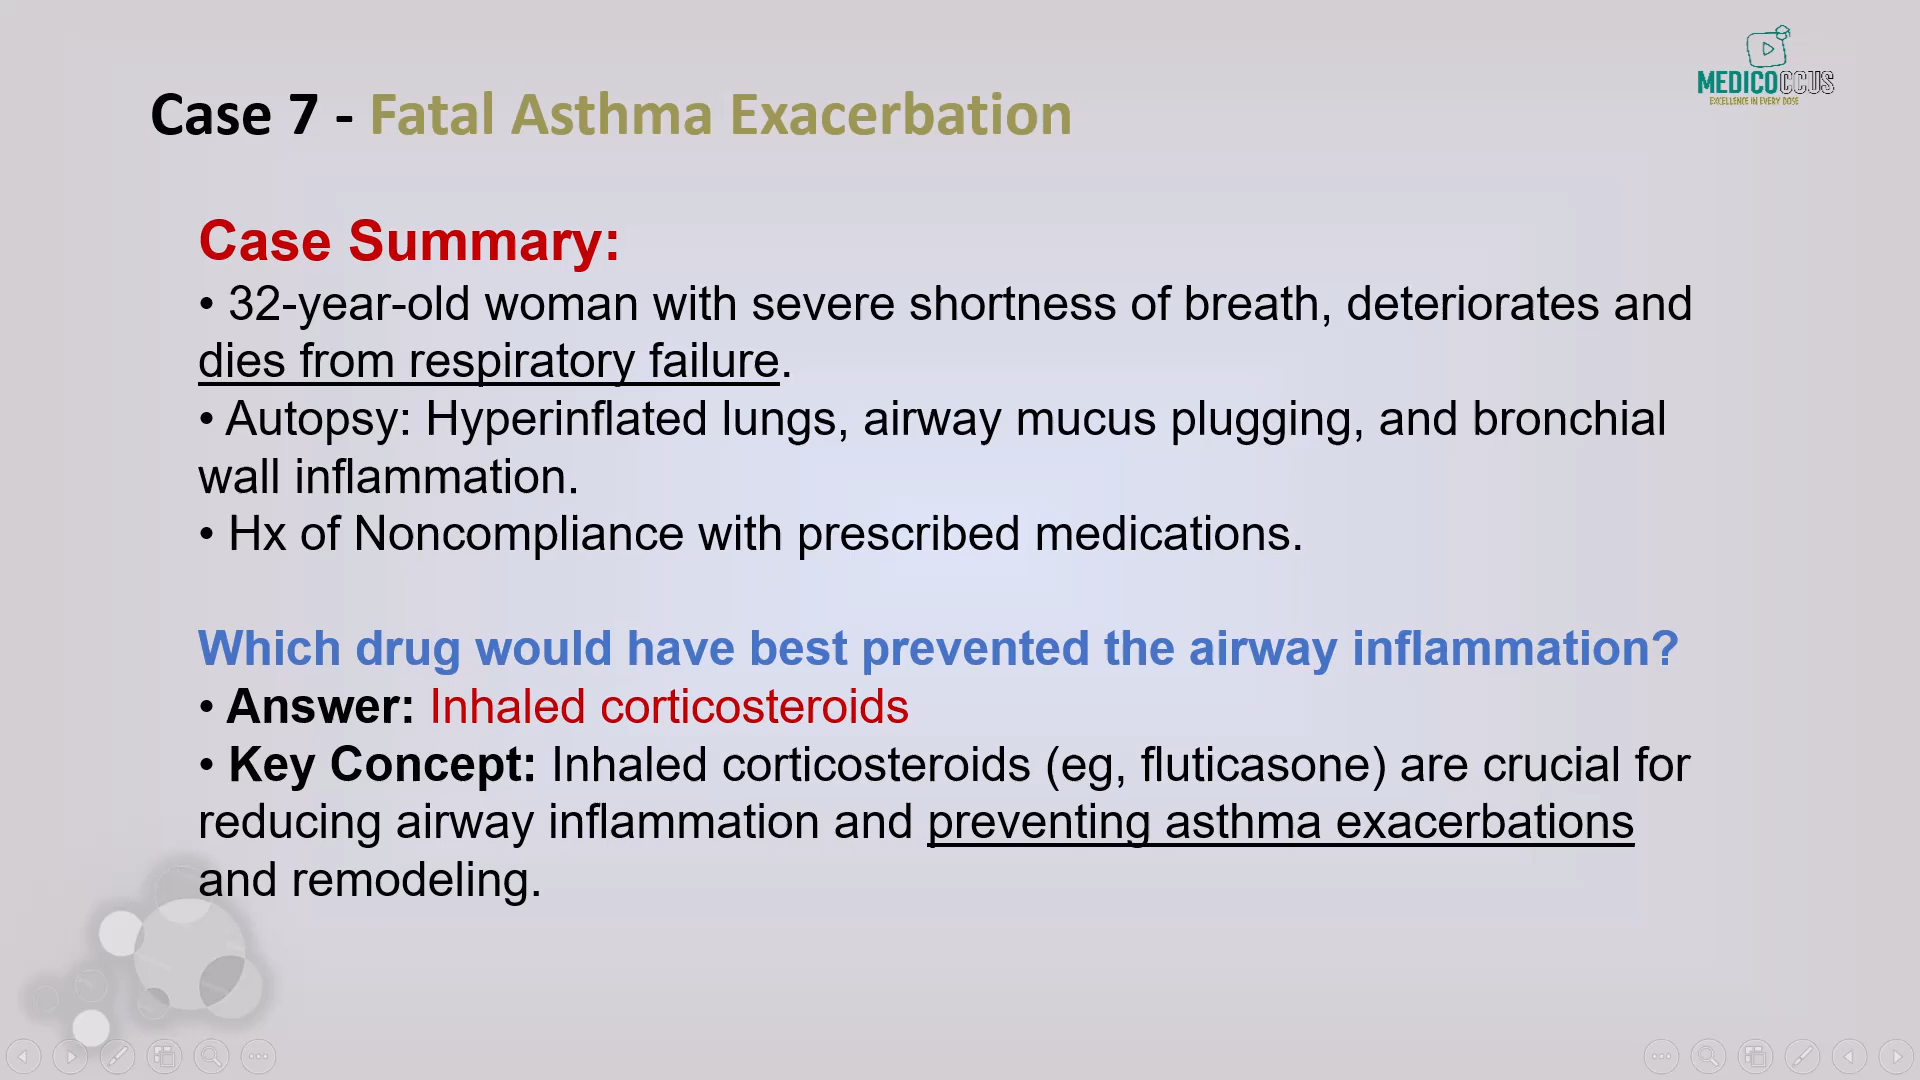 MEDICOCCUS
EXCELLENCE IN EVERY DOSE
Case 7 - Fatal Asthma Exacerbation
Case Summary:
• 32-year-old woman with severe shortness of breath, deteriorates and
dies from respiratory failure.
• Autopsy: Hyperinflated lungs, airway mucus plugging, and bronchial
wall inflammation.
• Hx of Noncompliance with prescribed medications.
Which drug would have best prevented the airway inflammation?
• Answer: Inhaled corticosteroids
• Key Concept: Inhaled corticosteroids (eg, fluticasone) are crucial for
reducing airway inflammation and preventing asthma exacerbations
and remodeling.